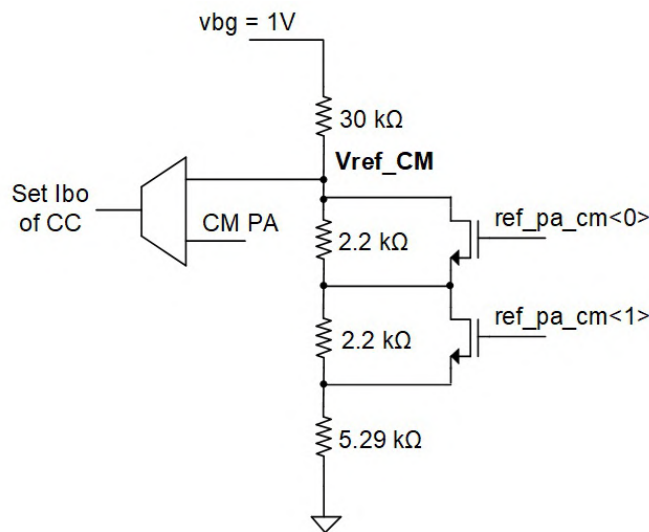 vbg = 1V
30 kΩ
Vref_CM
Set Ibo
of CC
CM PA
2.2 kΩ
ref_pa_cm<0>
2.2 kΩ
ref_pa_cm<1>
5.29 kΩ